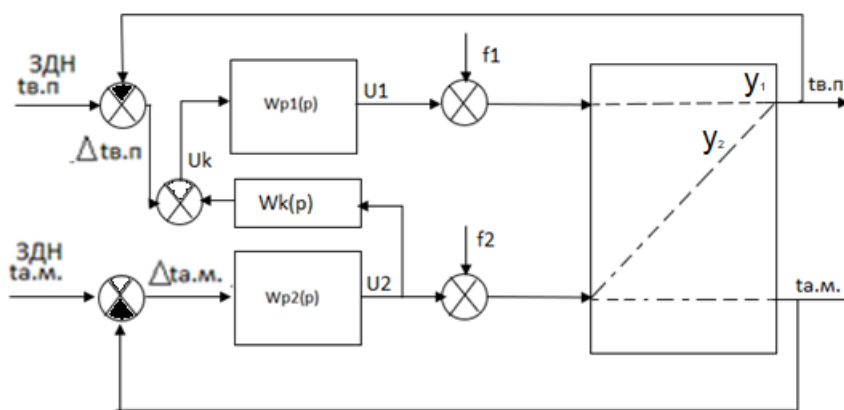 ЗДН
tв.п
Δtв.п
Uk
Wp1(p)
U1
f1
y1
y2
tв.п
Wk(p)
ЗДН
tа.м.
Δtа.м.
Wp2(p)
U2
f2
tа.м.